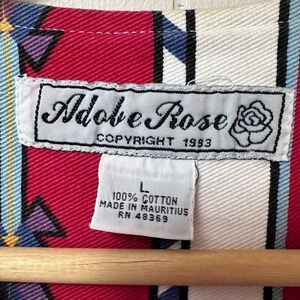 Adobe Rose
COPYRIGHT 1993
L
100% COTTON
MADE IN MAURITIUS
RN 48369